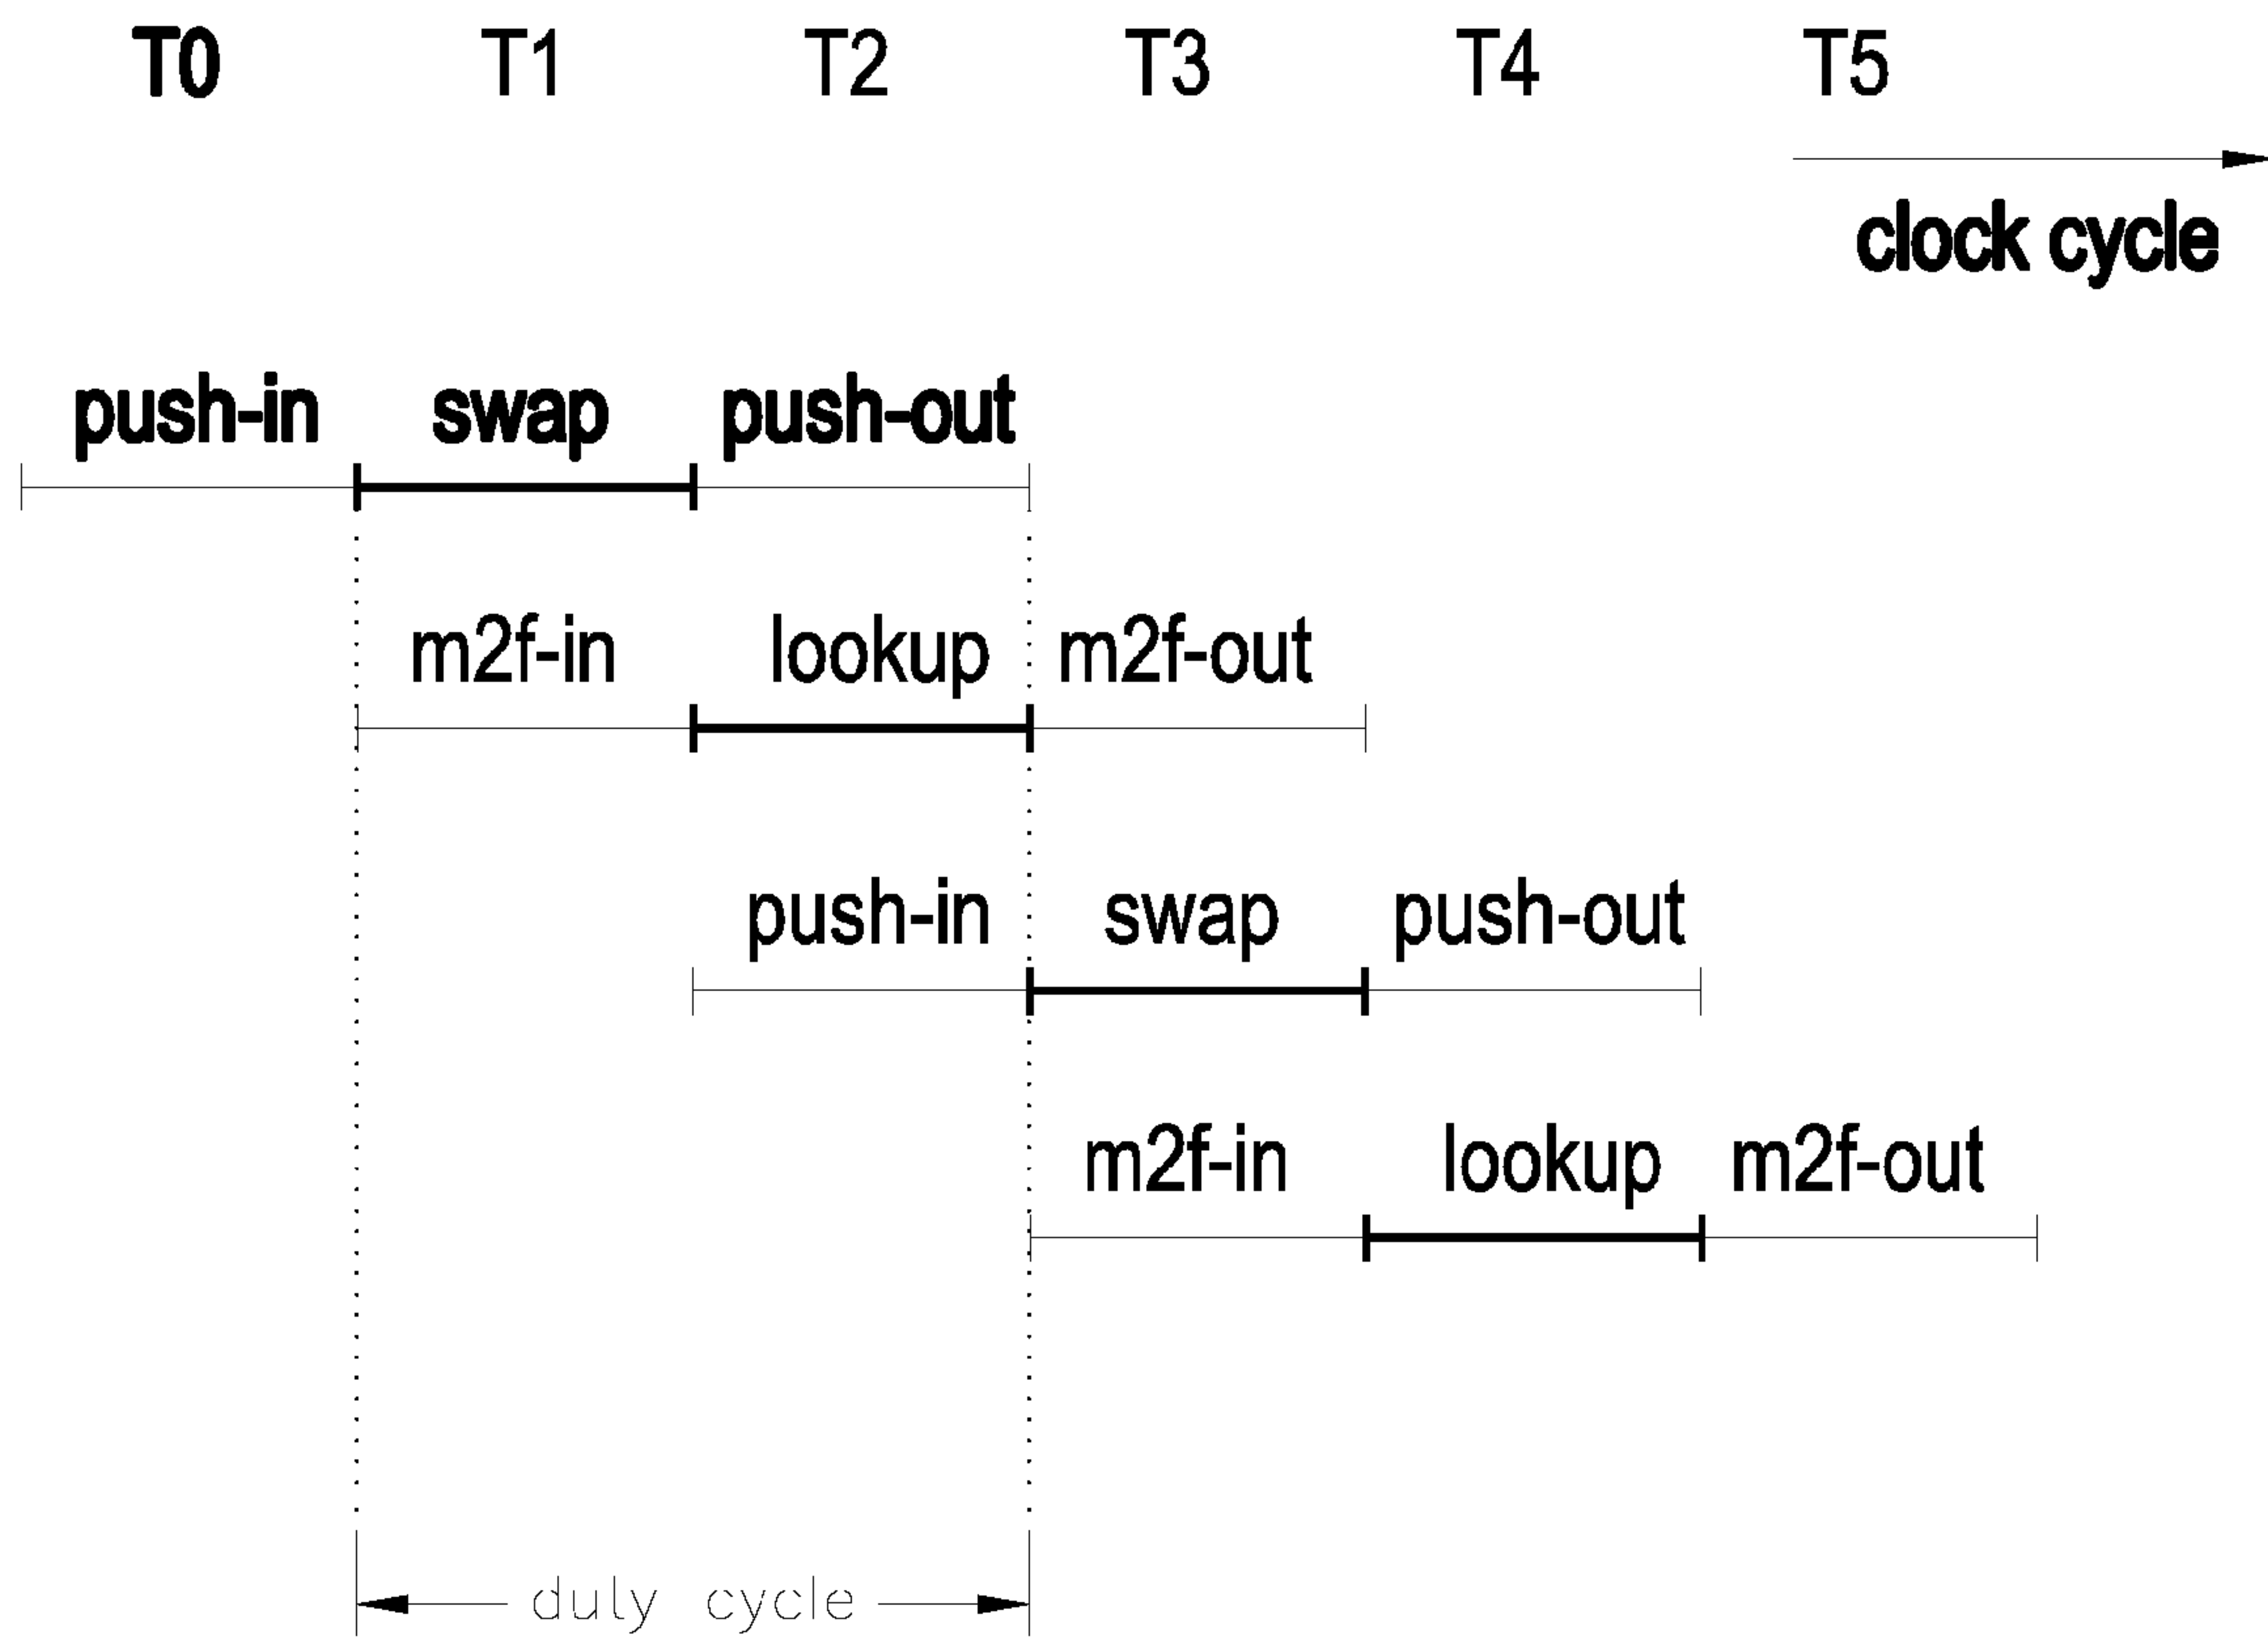 T0 T1 T2 T3 T4 T5
clock cycle
push-in swap push-out
m2f-in lookup m2f-out
push-in swap push-out
m2f-in lookup m2f-out
duly cycle